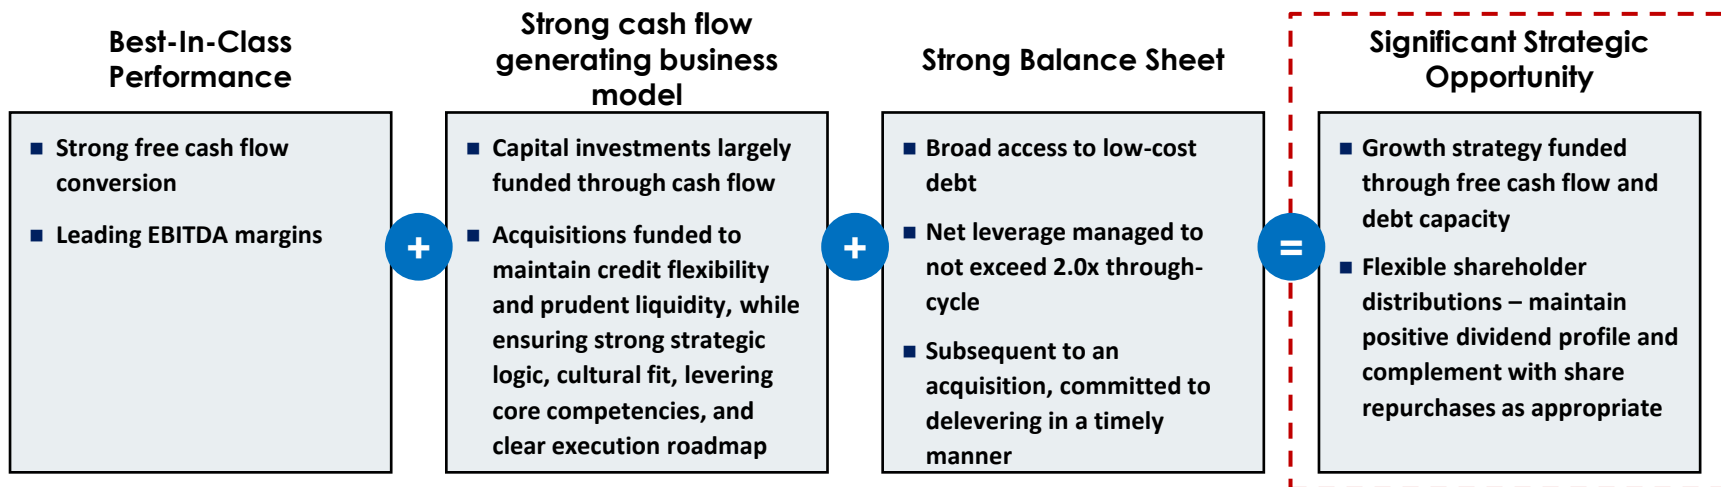 Best-In-Class
Performance
■ Strong free cash flow
conversion
■ Leading EBITDA margins
+
Strong cash flow
generating business
model
■ Capital investments largely
funded through cash flow
■ Acquisitions funded to
maintain credit flexibility
and prudent liquidity, while
ensuring strong strategic
logic, cultural fit, levering
core competencies, and
clear execution roadmap
+
Strong Balance Sheet
■ Broad access to low-cost
debt
■ Net leverage managed to
not exceed 2.0x through-
cycle
■ Subsequent to an
acquisition, committed to
delevering in a timely
manner
=
Significant Strategic
Opportunity
■ Growth strategy funded
through free cash flow and
debt capacity
■ Flexible shareholder
distributions – maintain
positive dividend profile and
complement with share
repurchases as appropriate